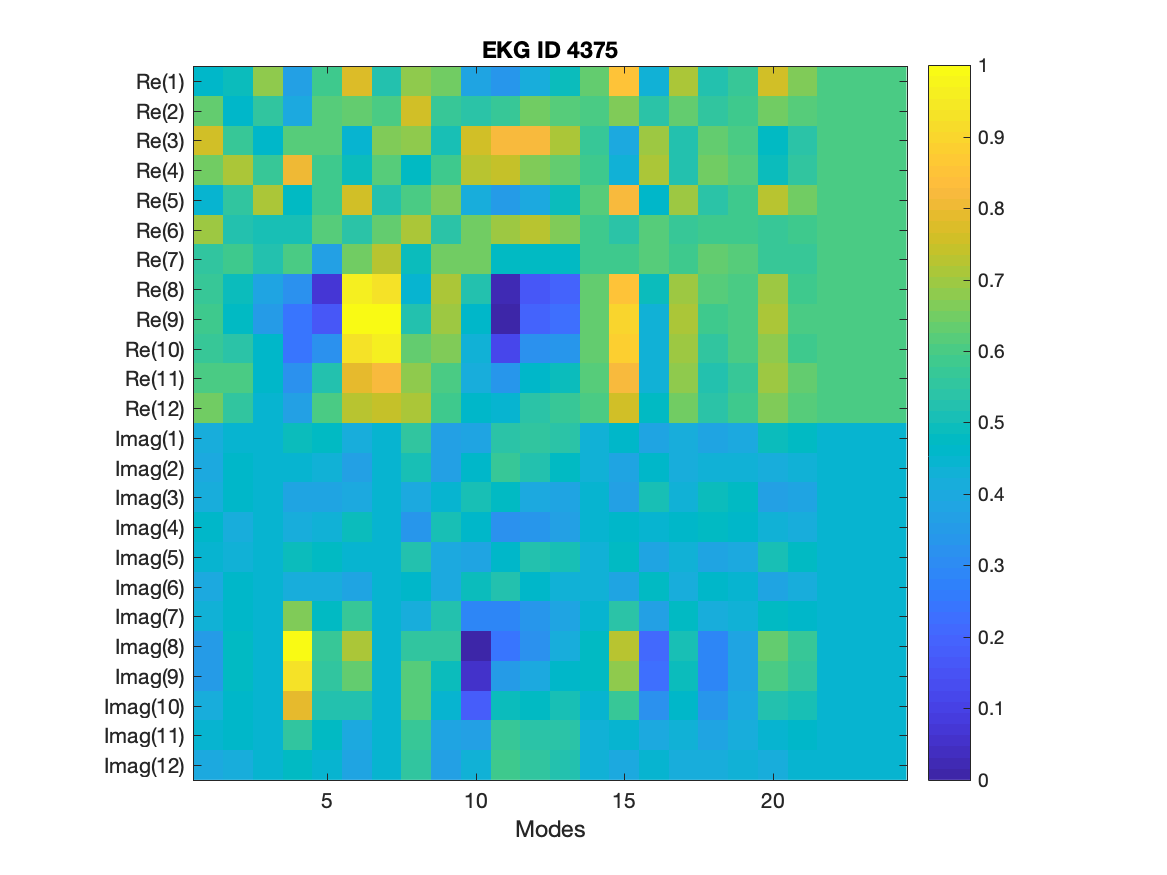 EKG ID 4375
Re(1)
Re(2)
Re(3)
Re(4)
Re(5)
Re(6)
Re(7)
Re(8)
Re(9)
Re(10)
Re(11)
Re(12)
Imag(1)
Imag(2)
Imag(3)
Imag(4)
Imag(5)
Imag(6)
Imag(7)
Imag(8)
Imag(9)
Imag(10)
Imag(11)
Imag(12)
5 10 15 20
Modes
1
0.9
0.8
0.7
0.6
0.5
0.4
0.3
0.2
0.1
0